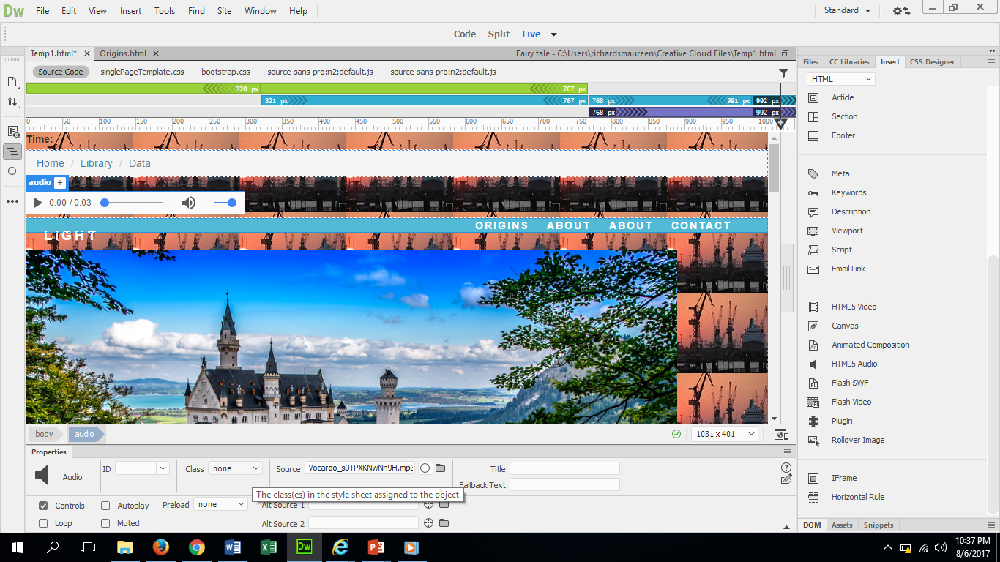 Dw File Edit View Insert Tools Find Site Window Help Standard
Code Split Live
Temp1.html* Origins.html Fairy tale - C:\Users\richardsmaureen\Creative Cloud Files\Temp1.html
Source Code singlePageTemplate.css bootstrap.css source-sans-pro:n2:default.js source-sans-pro:n2:default.js
320 px 767 px
321 px 767 px 768 px 991 px 992 px
768 px 992 px
0 50 100 150 200 250 300 350 400 450 500 550 600 650 700 750 800 850 900 950 1000
Time:
Home / Library / Data
audio +
0:00 / 0:03
ORIGINS ABOUT ABOUT CONTACT
LIGHT
body audio 1031 x 401
Properties
Audio ID Class none Source Vocaroo_s0TPXKNwNn9H.mp3 Title
Fallback Text
The class(es) in the style sheet assigned to the object
Controls Autoplay Preload none Alt Source 1
Loop Muted Alt Source 2
Files CC Libraries Insert CSS Designer
HTML
Article
Section
Footer
Meta
Keywords
Description
Viewport
Script
Email Link
HTML5 Video
Canvas
Animated Composition
HTML5 Audio
Flash SWF
Flash Video
Plugin
Rollover Image
IFrame
Horizontal Rule
DOM Assets Snippets
Dw
10:37 PM
8/6/2017